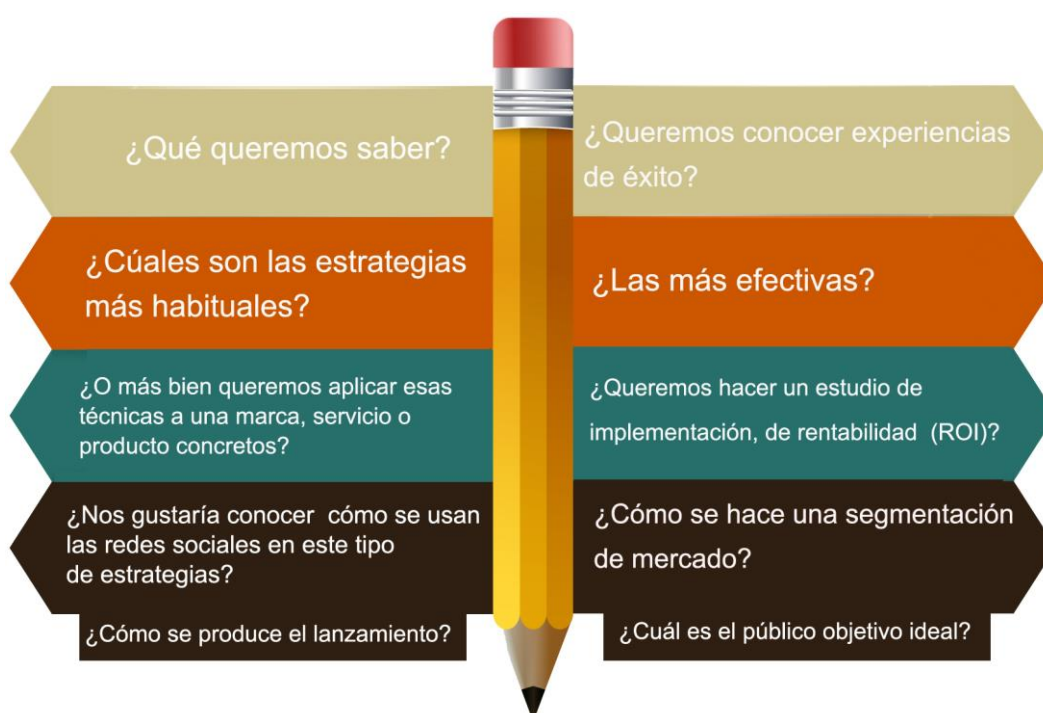 ¿Qué queremos saber?
¿Queremos conocer experiencias
de éxito?
¿Cúales son las estrategias
más habituales?
¿Las más efectivas?
¿O más bien queremos aplicar esas
técnicas a una marca, servicio o
producto concretos?
¿Queremos hacer un estudio de
implementación, de rentabilidad (ROI)?
¿Nos gustaría conocer cómo se usan
las redes sociales en este tipo
de estrategias?
¿Cómo se hace una segmentación
de mercado?
¿Cómo se produce el lanzamiento?
¿Cuál es el público objetivo ideal?